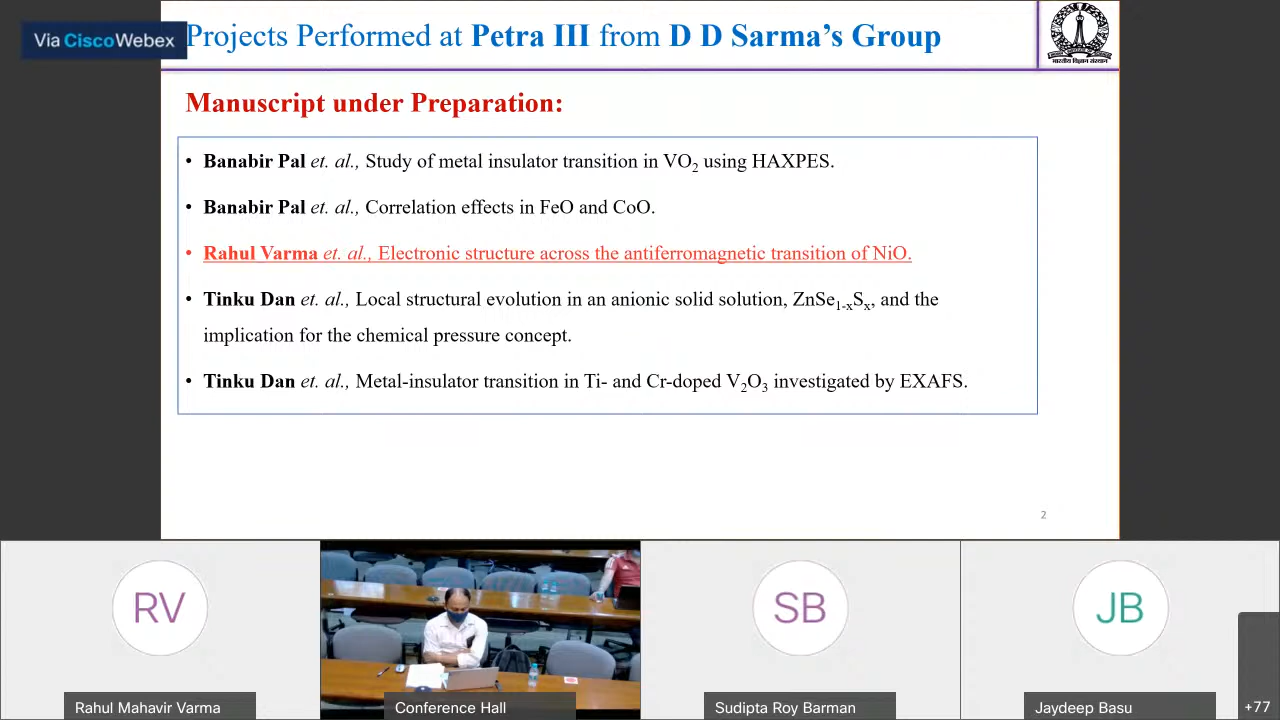 Via CiscoWebex
Projects Performed at Petra III from D D Sarma's Group
भारतीय विज्ञान संस्थान
Manuscript under Preparation:
• Banabir Pal et. al., Study of metal insulator transition in VO₂ using HAXPES.
• Banabir Pal et. al., Correlation effects in FeO and CoO.
• Rahul Varma et. al., Electronic structure across the antiferromagnetic transition of NiO.
• Tinku Dan et. al., Local structural evolution in an anionic solid solution, ZnSe₁₋ₓSₓ, and the
implication for the chemical pressure concept.
• Tinku Dan et. al., Metal-insulator transition in Ti- and Cr-doped V₂O₃ investigated by EXAFS.
2
RV
SB
JB
Rahul Mahavir Varma
Conference Hall
Sudipta Roy Barman
Jaydeep Basu
+77